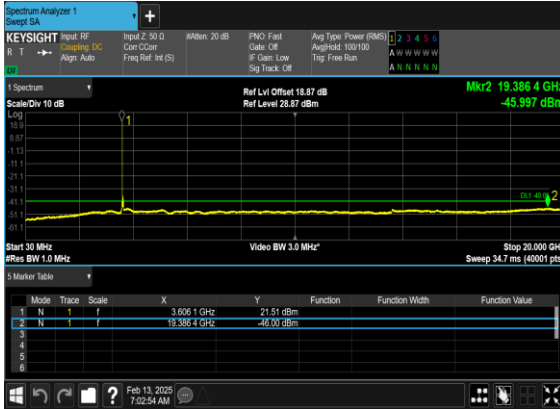 Spectrum Analyzer 1
Swept SA
+
KEYSIGHT Input: RF Input Z: 50 Ω #Atten: 20 dB PNO: Fast Avg Type: Power (RMS) 1 2 3 4 5 6
R T Coupling: DC Corr CCorr Gate: Off Avg|Hold: 100/100 A W W W W W
Align: Auto Freq Ref: Int (S) IF Gain: Low Trig: Free Run
Sig Track: Off A N N N N N
1 Spectrum Ref Lvl Offset 18.87 dB Mkr2 19.386 4 GHz
Scale/Div 10 dB Ref Level 28.87 dBm -45.997 dBm
Log
18.9
8.87
-1.13
-11.1
-21.1
-31.1
-41.1
-51.1
-61.1
1
2
Start 30 MHz Video BW 3.0 MHz* Stop 20.000 GH
#Res BW 1.0 MHz Sweep 34.7 ms (40001 pts
5 Marker Table
Mode Trace Scale X Y Function Function Width Function Value
1 N 1 f 3.606 1 GHz 21.51 dBm
2 N 1 f 19.386 4 GHz -46.00 dBm
3
4
5
6
? Feb 13, 2025
7:02:54 AM